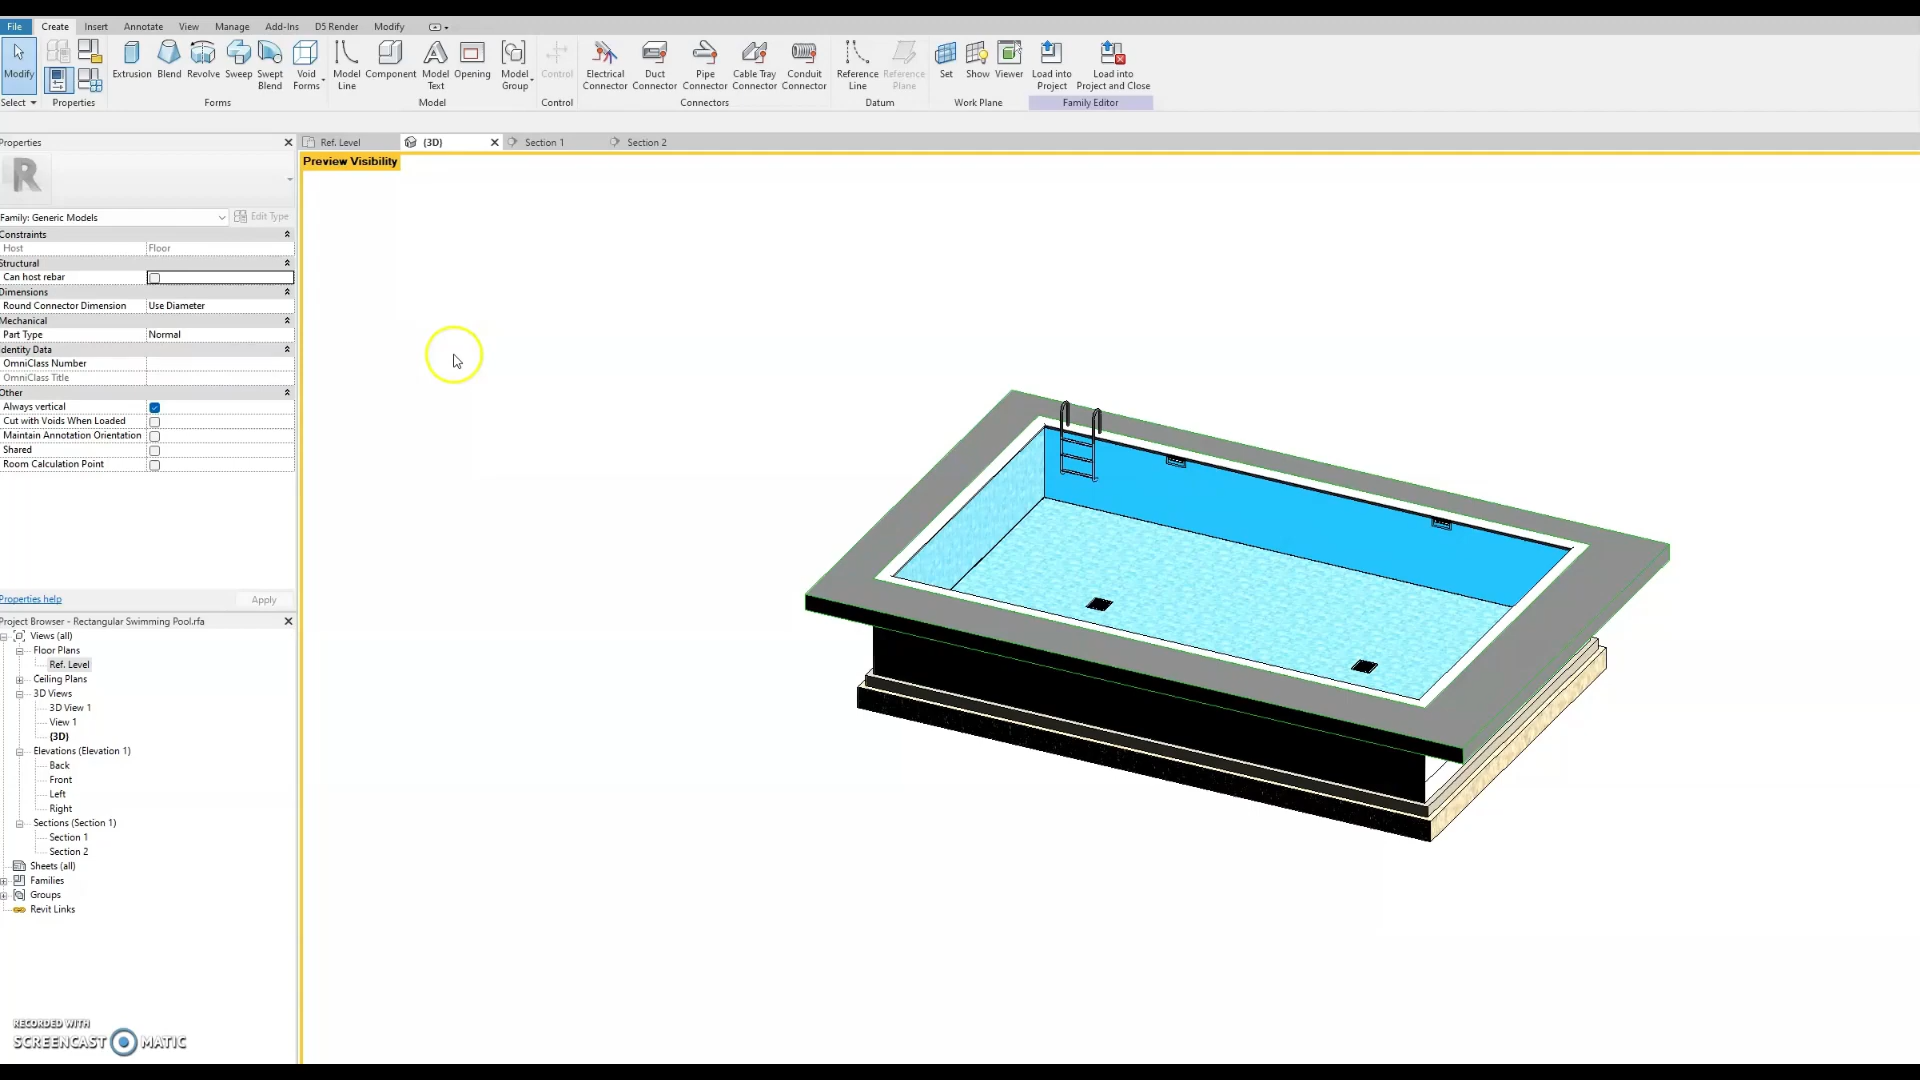 File Create Insert Annotate View Manage Add-Ins D5 Render Modify
Modify
Extrusion Blend Revolve Sweep Swept Blend Void Forms
Model Line Component Model Text Opening Model Group
Control
Electrical Connector Duct Connector Pipe Connector Cable Tray Connector Conduit Connector
Reference Line Reference Plane
Set Show Viewer
Load into Project Load into Project and Close
Select Properties Forms Model Control Connectors Datum Work Plane Family Editor
Properties
Ref. Level (3D) Section 1 Section 2
Preview Visibility
R
Family: Generic Models Edit Type
Constraints
Host Floor
Structural
Can host rebar
Dimensions
Round Connector Dimension Use Diameter
Mechanical
Part Type Normal
Identity Data
OmniClass Number
OmniClass Title
Other
Always vertical
Cut with Voids When Loaded
Maintain Annotation Orientation
Shared
Room Calculation Point
Properties help Apply
Project Browser - Rectangular Swimming Pool.rfa
Views (all)
Floor Plans
Ref. Level
Ceiling Plans
3D Views
3D View 1
View 1
(3D)
Elevations (Elevation 1)
Back
Front
Left
Right
Sections (Section 1)
Section 1
Section 2
Sheets (all)
Families
Groups
Revit Links
RECORDED WITH
SCREENCAST MATIC